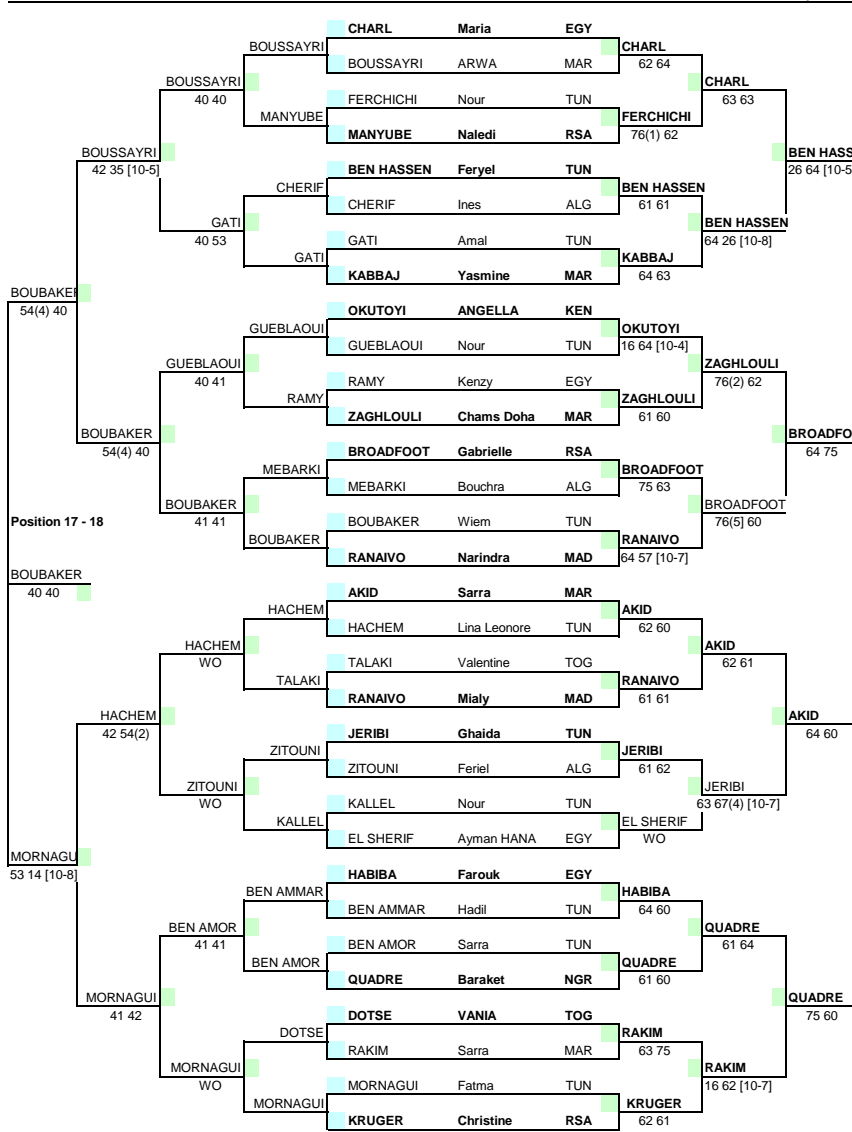 CHARL Maria EGY
BOUSSAYRI CHARL
BOUSSAYRI ARWA MAR 62 64
BOUSSAYRI CHARL
40 40 FERCHICHI Nour TUN 63 63
MANYUBE FERCHICHI
MANYUBE Naledi RSA 76(1) 62
BOUSSAYRI BEN HASS
42 35 [10-5] BEN HASSEN Feryel TUN 26 64 [10-5
CHERIF BEN HASSEN
CHERIF Ines ALG 61 61
GATI BEN HASSEN
40 53 GATI Amal TUN 64 26 [10-8]
GATI KABBAJ
KABBAJ Yasmine MAR 64 63
BOUBAKER
54(4) 40 OKUTOYI ANGELLA KEN
GUEBLAOUI OKUTOYI
GUEBLAOUI Nour TUN 16 64 [10-4]
GUEBLAOUI ZAGHLOULI
40 41 RAMY Kenzy EGY 76(2) 62
RAMY ZAGHLOULI
ZAGHLOULI Chams Doha MAR 61 60
BOUBAKER BROADFO
54(4) 40 BROADFOOT Gabrielle RSA 64 75
MEBARKI BROADFOOT
MEBARKI Bouchra ALG 75 63
BOUBAKER BROADFOOT
41 41 BOUBAKER Wiem TUN 76(5] 60
Position 17 - 18
BOUBAKER RANAIVO
RANAIVO Narindra MAD 64 57 [10-7]
BOUBAKER
40 40 AKID Sarra MAR
HACHEM AKID
HACHEM Lina Leonore TUN 62 60
HACHEM AKID
WO TALAKI Valentine TOG 62 61
TALAKI RANAIVO
RANAIVO Mialy MAD 61 61
HACHEM AKID
42 54(2) JERIBI Ghaida TUN 64 60
ZITOUNI JERIBI
ZITOUNI Feriel ALG 61 62
ZITOUNI JERIBI
WO KALLEL Nour TUN 63 67(4) [10-7]
KALLEL EL SHERIF
EL SHERIF Ayman HANA EGY WO
MORNAGU
53 14 [10-8] HABIBA Farouk EGY
BEN AMMAR HABIBA
BEN AMMAR Hadil TUN 64 60
BEN AMOR QUADRE
41 41 BEN AMOR Sarra TUN 61 64
BEN AMOR QUADRE
QUADRE Baraket NGR 61 60
MORNAGUI QUADRE
41 42 DOTSE VANIA TOG 75 60
DOTSE RAKIM
RAKIM Sarra MAR 63 75
MORNAGUI RAKIM
WO MORNAGUI Fatma TUN 16 62 [10-7]
MORNAGUI KRUGER
KRUGER Christine RSA 62 61